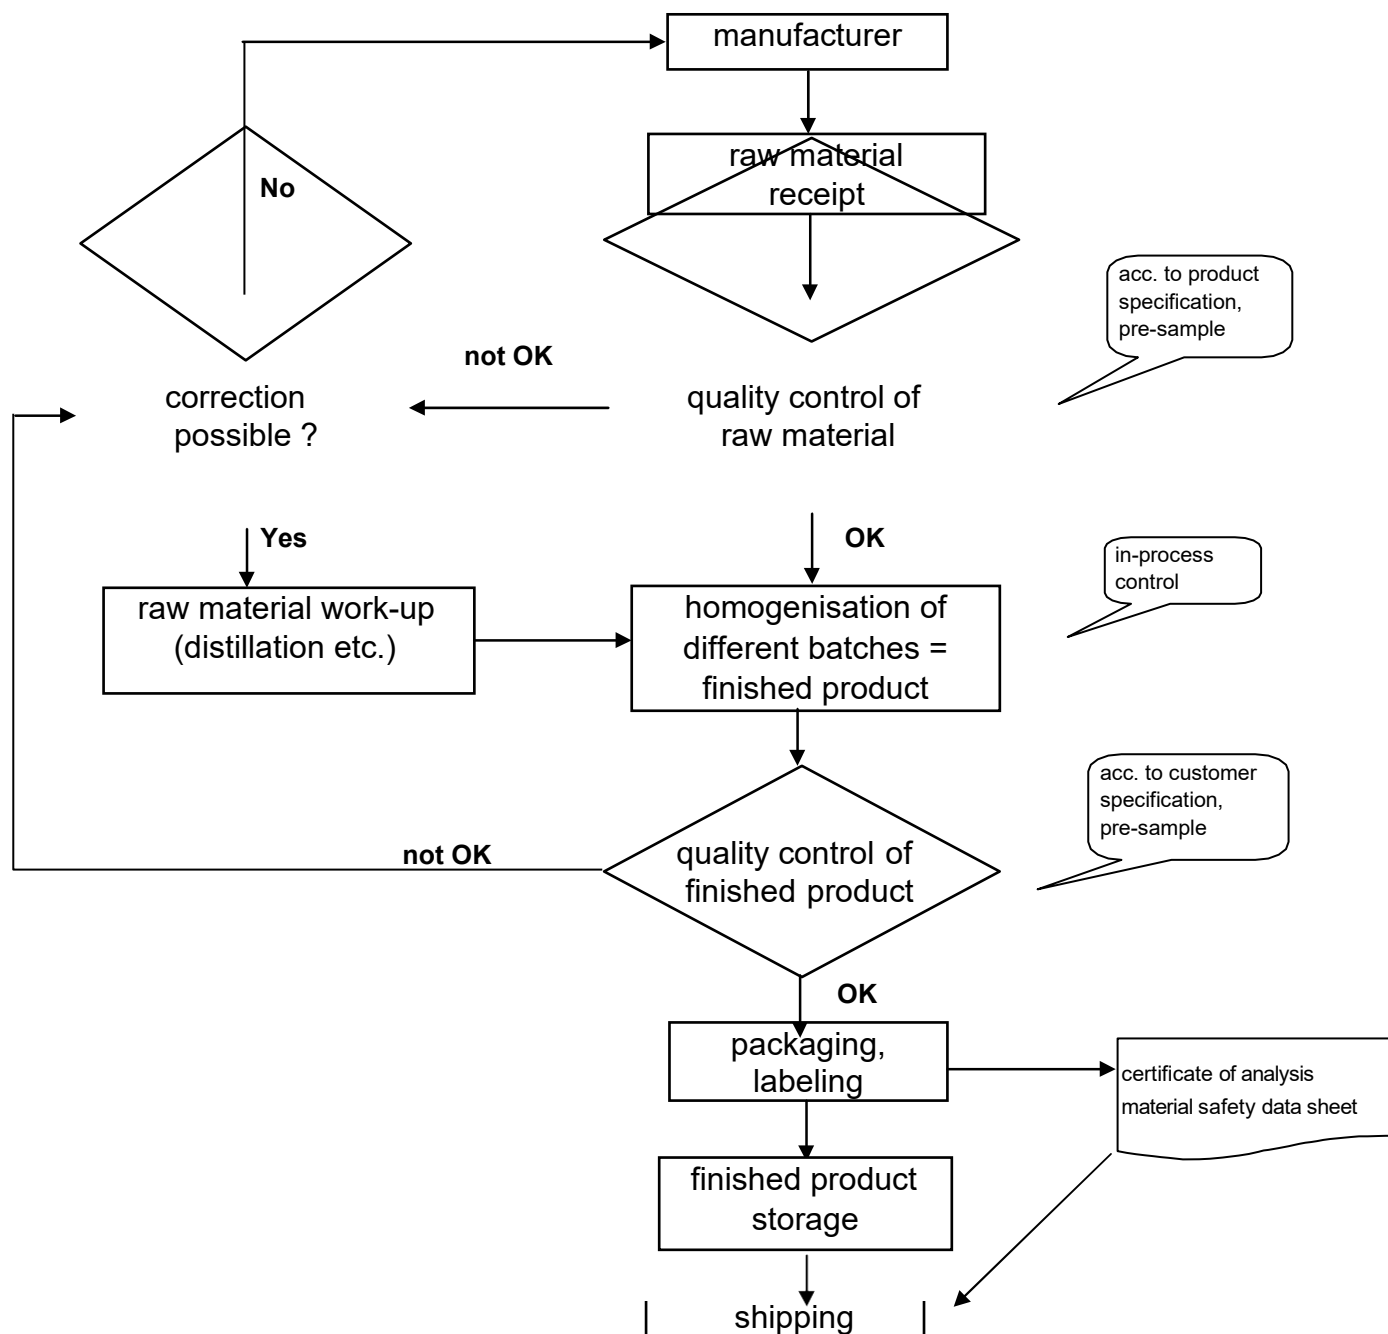 manufacturer
raw material
receipt
No
acc. to product
specification,
pre-sample
not OK
correction
possible ?
quality control of
raw material
Yes
OK
in-process
control
raw material work-up
(distillation etc.)
homogenisation of
different batches =
finished product
acc. to customer
specification,
pre-sample
not OK
quality control of
finished product
OK
packaging,
labeling
certificate of analysis
material safety data sheet
finished product
storage
shipping